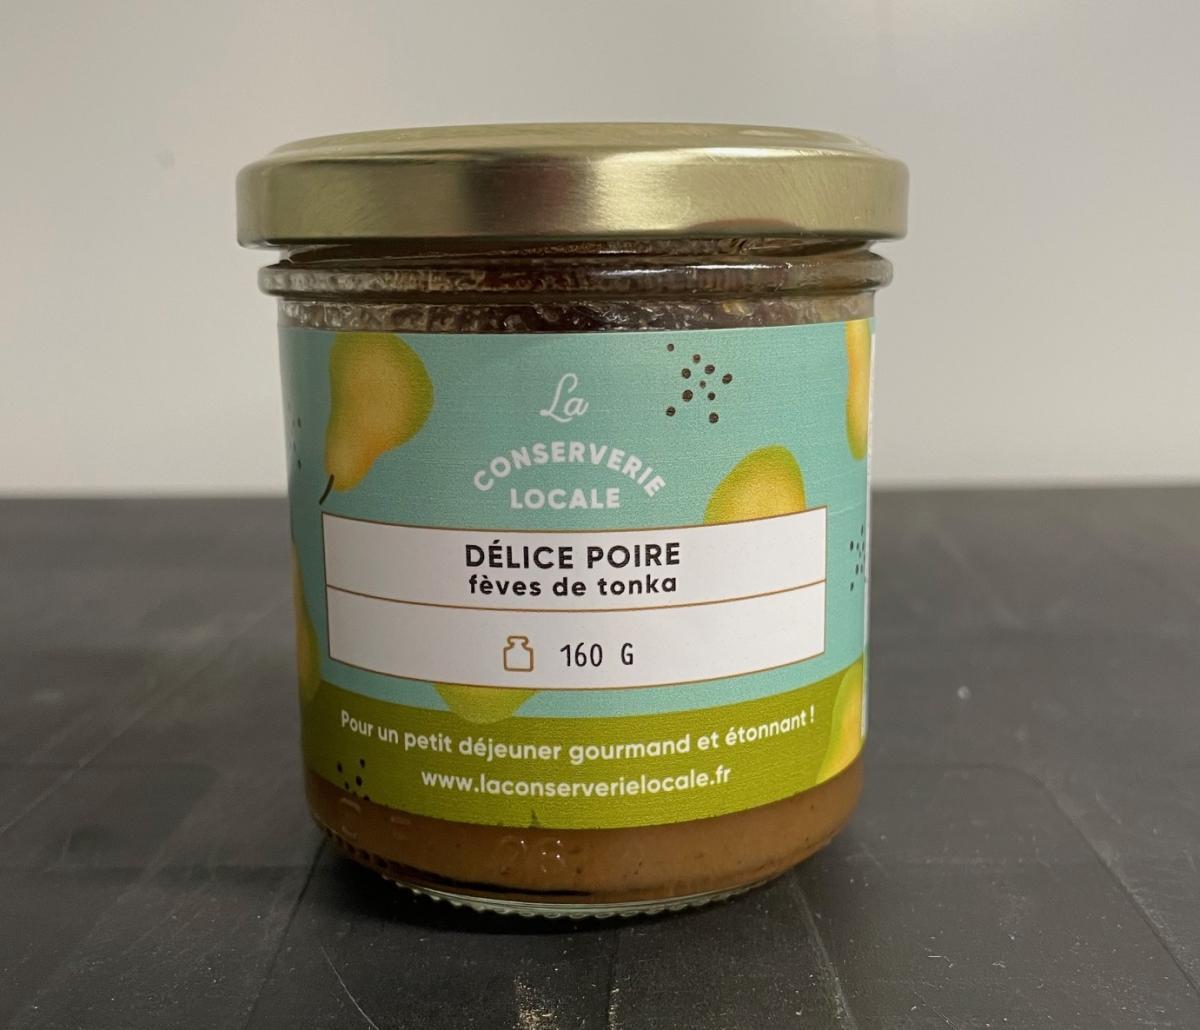 La
CONSERVERIE
LOCALE
DÉLICE POIRE
fèves de tonka
160 G
Pour un petit déjeuner gourmand et étonnant !
www.laconserverielocale.fr